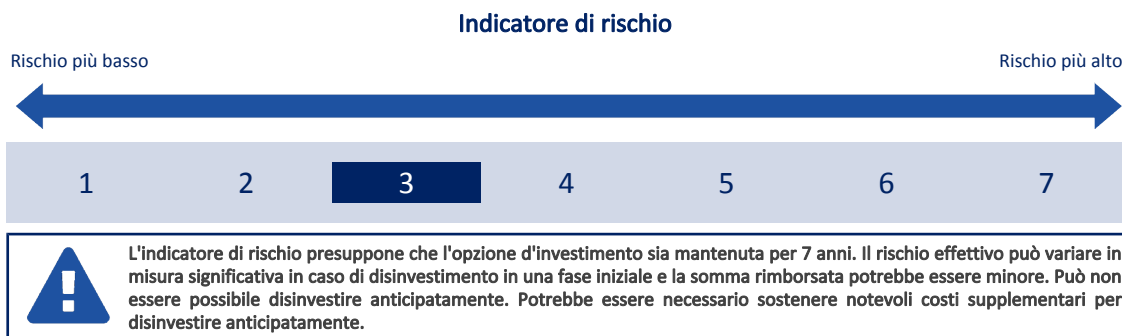 Indicatore di rischio
Rischio più basso
Rischio più alto
1 2 3 4 5 6 7
L'indicatore di rischio presuppone che l'opzione d'investimento sia mantenuta per 7 anni. Il rischio effettivo può variare in
misura significativa in caso di disinvestimento in una fase iniziale e la somma rimborsata potrebbe essere minore. Può non
essere possibile disinvestire anticipatamente. Potrebbe essere necessario sostenere notevoli costi supplementari per
disinvestire anticipatamente.